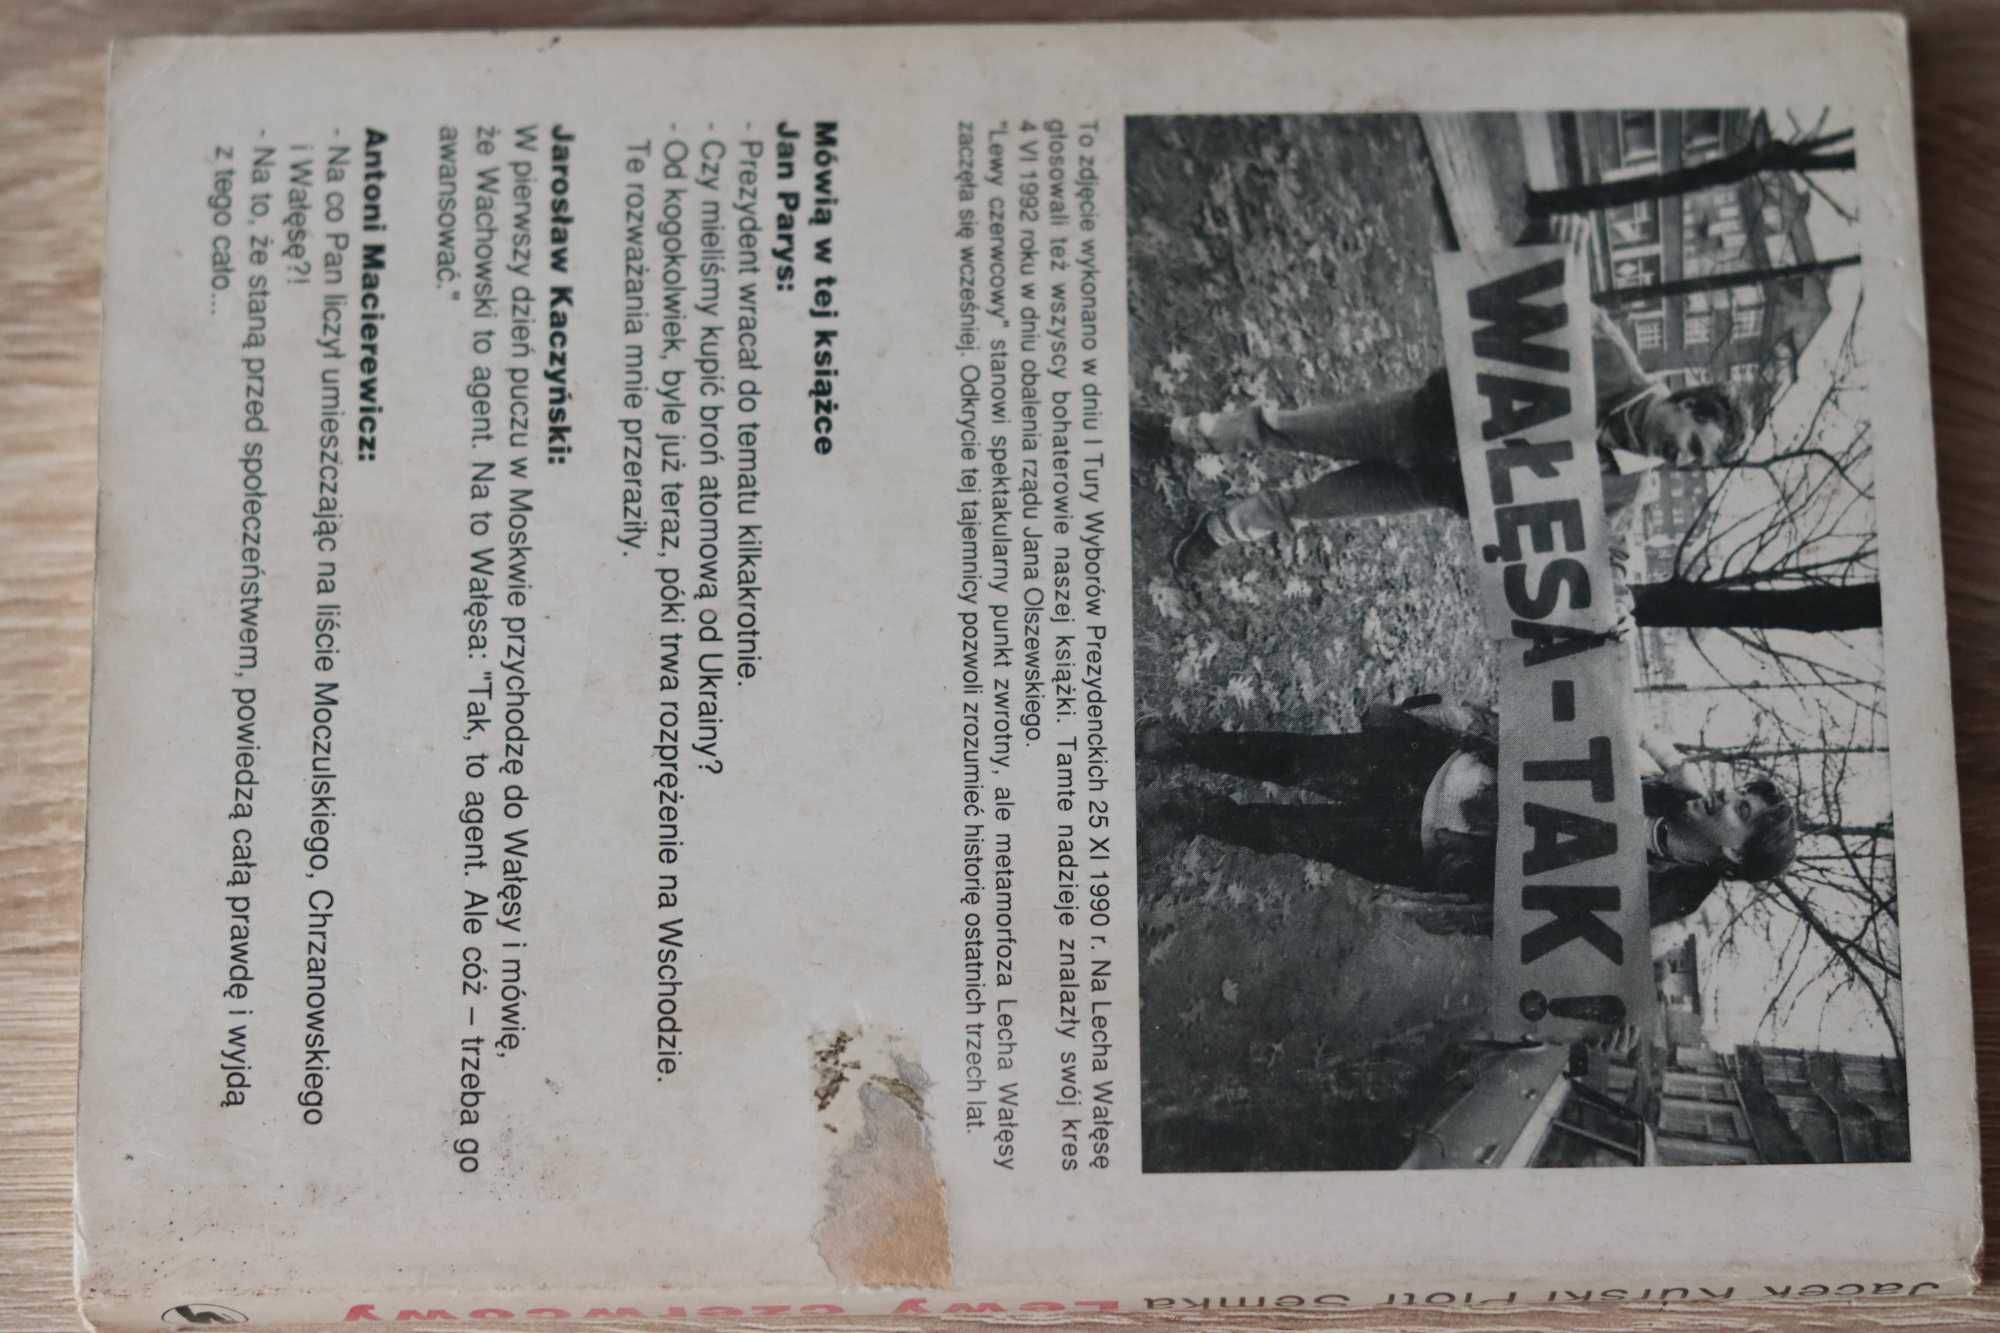 WAŁĘSA - TAK!
To zdjęcie wykonano w dniu I Tury Wyborów Prezydenckich 25 XI 1990 r. Na Lecha Wałęsę
głosowali też wszyscy bohaterowie naszej książki. Tamte nadzieje znalazły swój kres
4 VI 1992 roku w dniu obalenia rządu Jana Olszewskiego.
"Lewy czerwcowy" stanowi spektakularny punkt zwrotny, ale metamorfoza Lecha Wałęsy
zaczęła się wcześniej. Odkrycie tej tajemnicy pozwoli zrozumieć historię ostatnich trzech lat.
Mówią w tej książce
Jan Parys:
- Prezydent wracał do tematu kilkakrotnie.
- Czy mieliśmy kupić broń atomową od Ukrainy?
- Od kogokolwiek, byle już teraz, póki trwa rozprężenie na Wschodzie.
Te rozważania mnie przeraziły.
Jarosław Kaczyński:
W pierwszy dzień puczu w Moskwie przychodzę do Wałęsy i mówię,
że Wachowski to agent. Na to Wałęsa: "Tak, to agent. Ale cóż – trzeba go
awansować."
Antoni Macierewicz:
- Na co Pan liczył umieszczając na liście Moczulskiego, Chrzanowskiego
i Wałęsę?!
- Na to, że staną przed społeczeństwem, powiedzą całą prawdę i wyjdą
z tego cało...
Jacek Kurski Piotr Semka Lewy czerwcowy